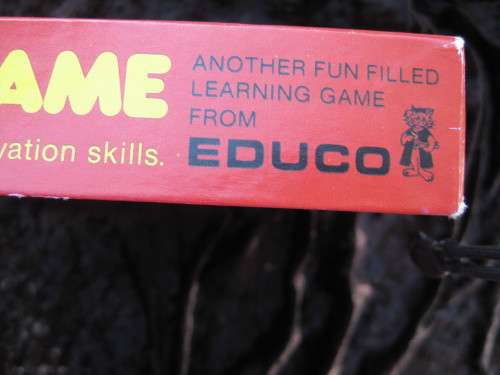 AME
vation skills.
ANOTHER FUN FILLED
LEARNING GAME
FROM
EDUCO